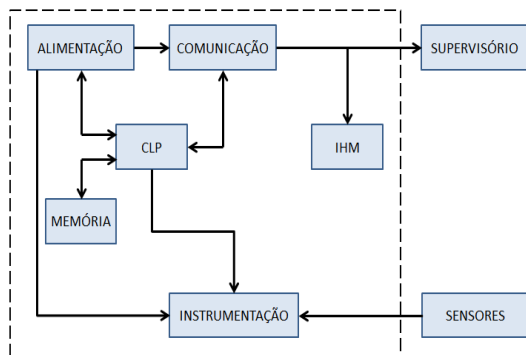 ALIMENTAÇÃO
COMUNICAÇÃO
SUPERVISÓRIO
CLP
IHM
MEMÓRIA
INSTRUMENTAÇÃO
SENSORES